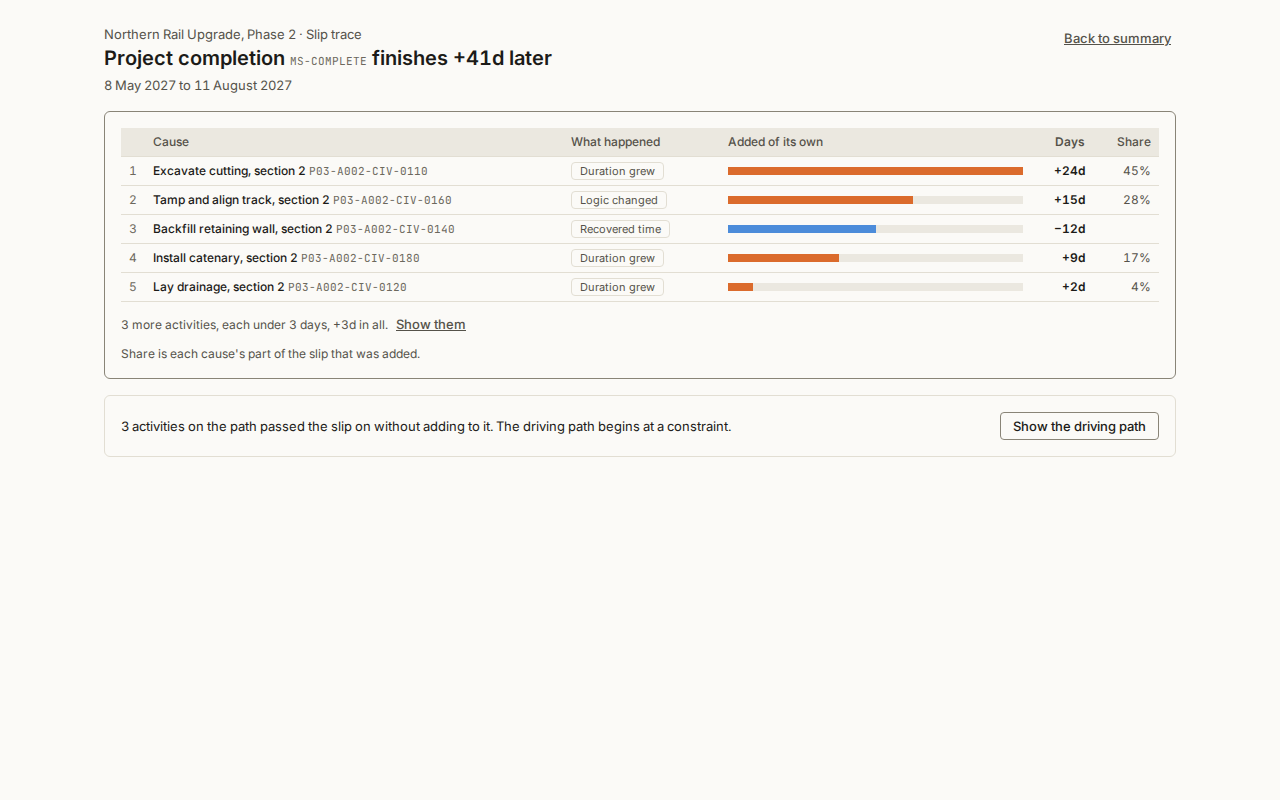 Northern Rail Upgrade, Phase 2 · Slip trace
Back to summary
Project completion MS-COMPLETE finishes +41d later
8 May 2027 to 11 August 2027
Cause What happened Added of its own Days Share
1 Excavate cutting, section 2 P03-A002-CIV-0110 Duration grew +24d 45%
2 Tamp and align track, section 2 P03-A002-CIV-0160 Logic changed +15d 28%
3 Backfill retaining wall, section 2 P03-A002-CIV-0140 Recovered time −12d
4 Install catenary, section 2 P03-A002-CIV-0180 Duration grew +9d 17%
5 Lay drainage, section 2 P03-A002-CIV-0120 Duration grew +2d 4%
3 more activities, each under 3 days, +3d in all. Show them
Share is each cause's part of the slip that was added.
3 activities on the path passed the slip on without adding to it. The driving path begins at a constraint. Show the driving path